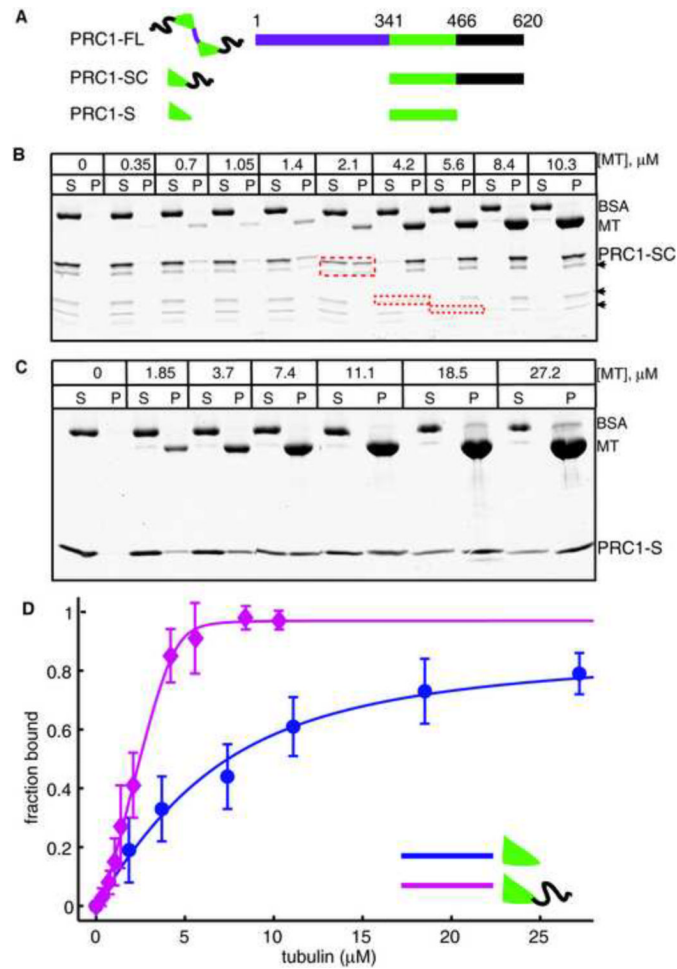 A
1 341 466 620
PRC1-FL
PRC1-SC
PRC1-S
B
0 0.35 0.7 1.05 1.4 2.1 4.2 5.6 8.4 10.3 [MT], μM
S P S P S P S P S P S P S P S P S P S P
BSA
MT
PRC1-SC
C
0 1.85 3.7 7.4 11.1 18.5 27.2 [MT], μM
S P S P S P S P S P S P S P
BSA
MT
PRC1-S
D
1
0.8
0.6
0.4
0.2
0
fraction bound
0 5 10 15 20 25
tubulin (μM)